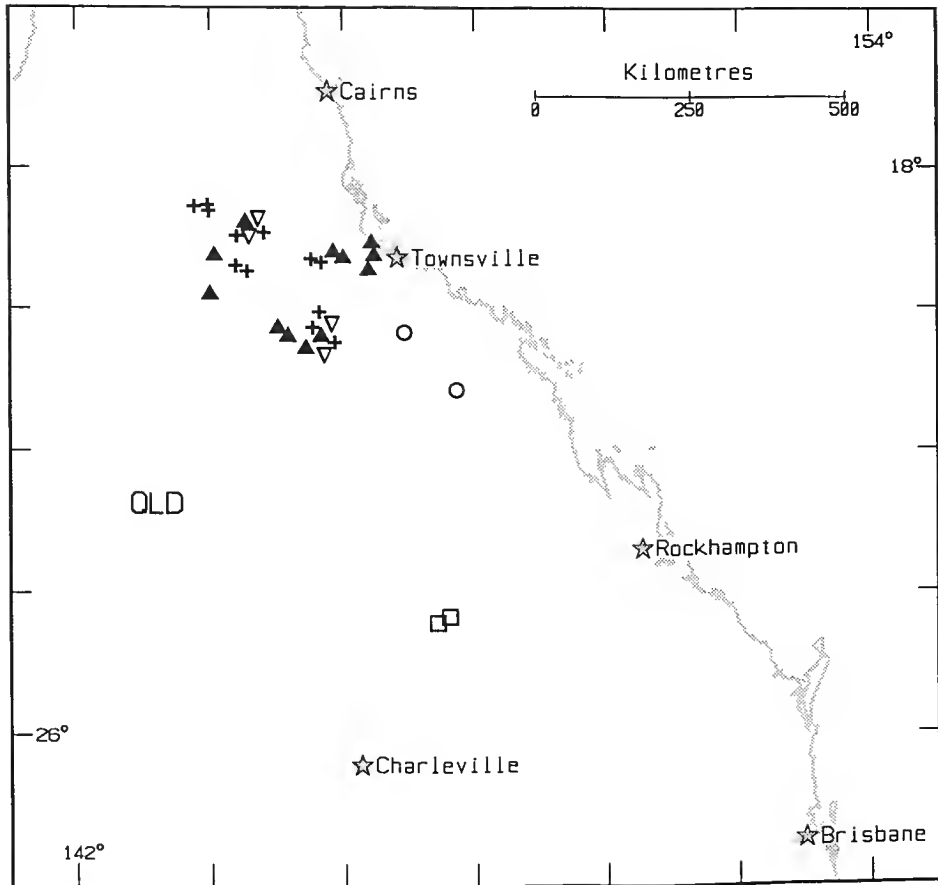 154°
Kilometres
0 250 500
Cairns
18°
Townsville
QLD
Rockhampton
26°
Charleville
Brisbane
142°